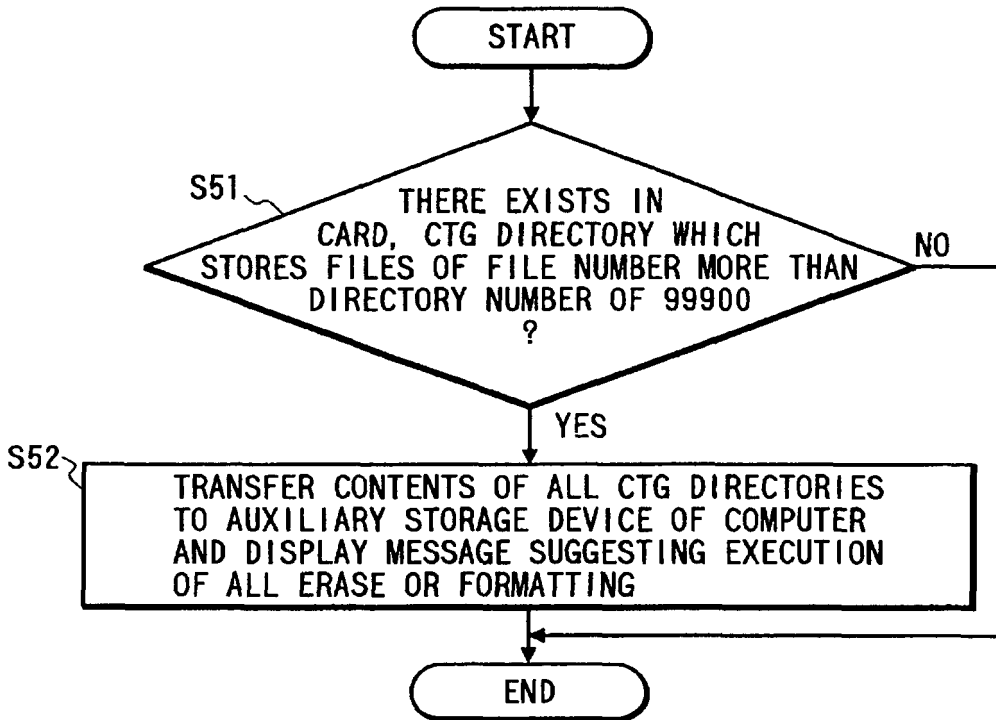 START
S51
THERE EXISTS IN
CARD, CTG DIRECTORY WHICH
STORES FILES OF FILE NUMBER MORE THAN
DIRECTORY NUMBER OF 99900
?
NO
YES
S52
TRANSFER CONTENTS OF ALL CTG DIRECTORIES
TO AUXILIARY STORAGE DEVICE OF COMPUTER
AND DISPLAY MESSAGE SUGGESTING EXECUTION
OF ALL ERASE OR FORMATTING
END